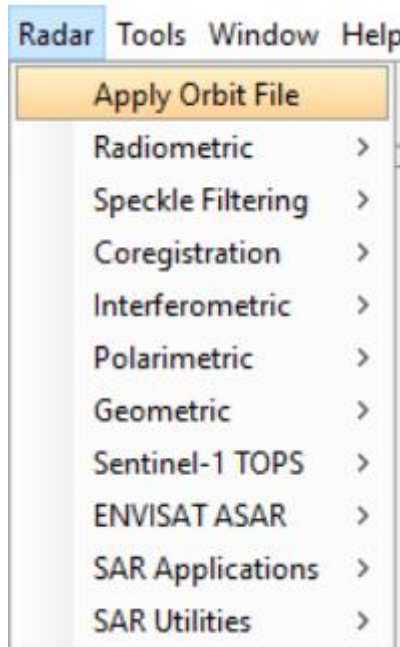 Radar Tools Window Help
Apply Orbit File
Radiometric
Speckle Filtering
Coregistration
Interferometric
Polarimetric
Geometric
Sentinel-1 TOPS
ENVISAT ASAR
SAR Applications
SAR Utilities